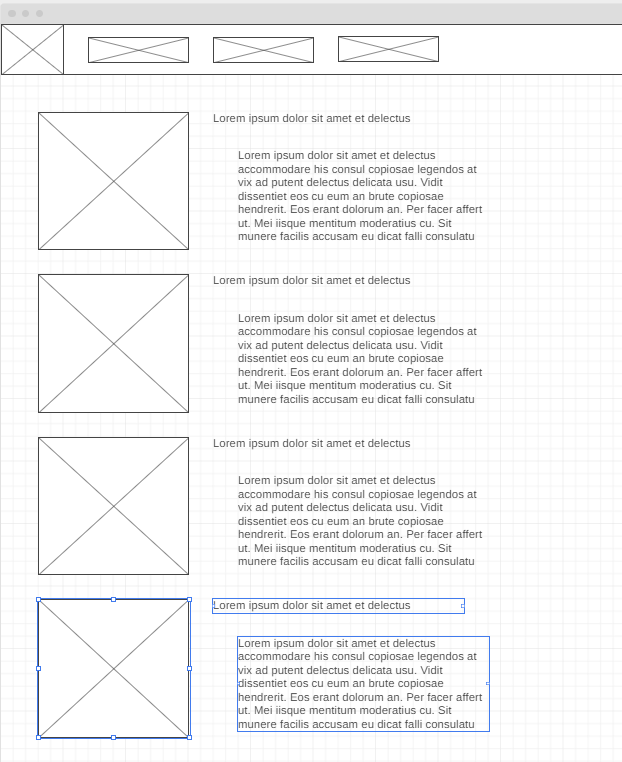 Lorem ipsum dolor sit amet et delectus
Lorem ipsum dolor sit amet et delectus
accommodare his consul copiosae legendos at
vix ad putent delectus delicata usu. Vidit
dissentiet eos cu eum an brute copiosae
hendrerit. Eos erant dolorum an. Per facer affert
ut. Mei iisque mentitum moderatius cu. Sit
munere facilis accusam eu dicat falli consulatu
Lorem ipsum dolor sit amet et delectus
Lorem ipsum dolor sit amet et delectus
accommodare his consul copiosae legendos at
vix ad putent delectus delicata usu. Vidit
dissentiet eos cu eum an brute copiosae
hendrerit. Eos erant dolorum an. Per facer affert
ut. Mei iisque mentitum moderatius cu. Sit
munere facilis accusam eu dicat falli consulatu
Lorem ipsum dolor sit amet et delectus
Lorem ipsum dolor sit amet et delectus
accommodare his consul copiosae legendos at
vix ad putent delectus delicata usu. Vidit
dissentiet eos cu eum an brute copiosae
hendrerit. Eos erant dolorum an. Per facer affert
ut. Mei iisque mentitum moderatius cu. Sit
munere facilis accusam eu dicat falli consulatu
Lorem ipsum dolor sit amet et delectus
Lorem ipsum dolor sit amet et delectus
accommodare his consul copiosae legendos at
vix ad putent delectus delicata usu. Vidit
dissentiet eos cu eum an brute copiosae
hendrerit. Eos erant dolorum an. Per facer affert
ut. Mei iisque mentitum moderatius cu. Sit
munere facilis accusam eu dicat falli consulatu